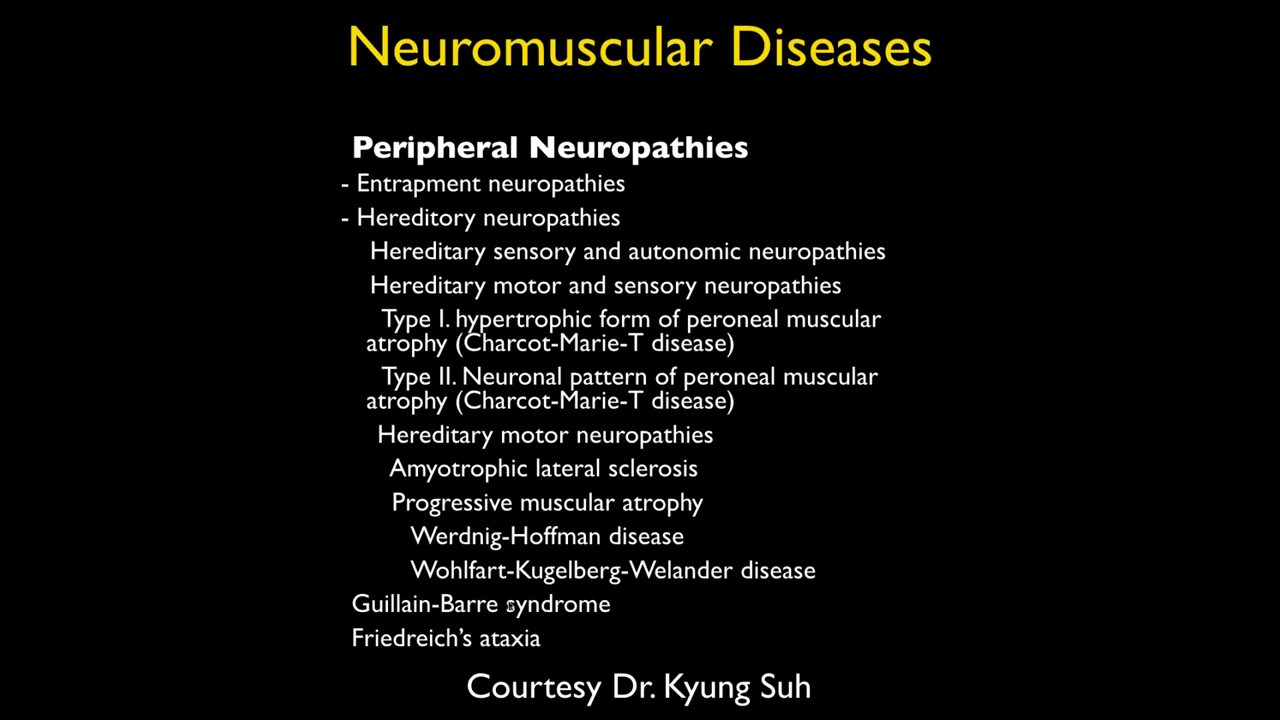 Neuromuscular Diseases
Peripheral Neuropathies
- Entrapment neuropathies
- Hereditory neuropathies
Hereditary sensory and autonomic neuropathies
Hereditary motor and sensory neuropathies
Type I. hypertrophic form of peroneal muscular
atrophy (Charcot-Marie-T disease)
Type II. Neuronal pattern of peroneal muscular
atrophy (Charcot-Marie-T disease)
Hereditary motor neuropathies
Amyotrophic lateral sclerosis
Progressive muscular atrophy
Werdnig-Hoffman disease
Wohlfart-Kugelberg-Welander disease
Guillain-Barre syndrome
Friedreich’s ataxia
Courtesy Dr. Kyung Suh